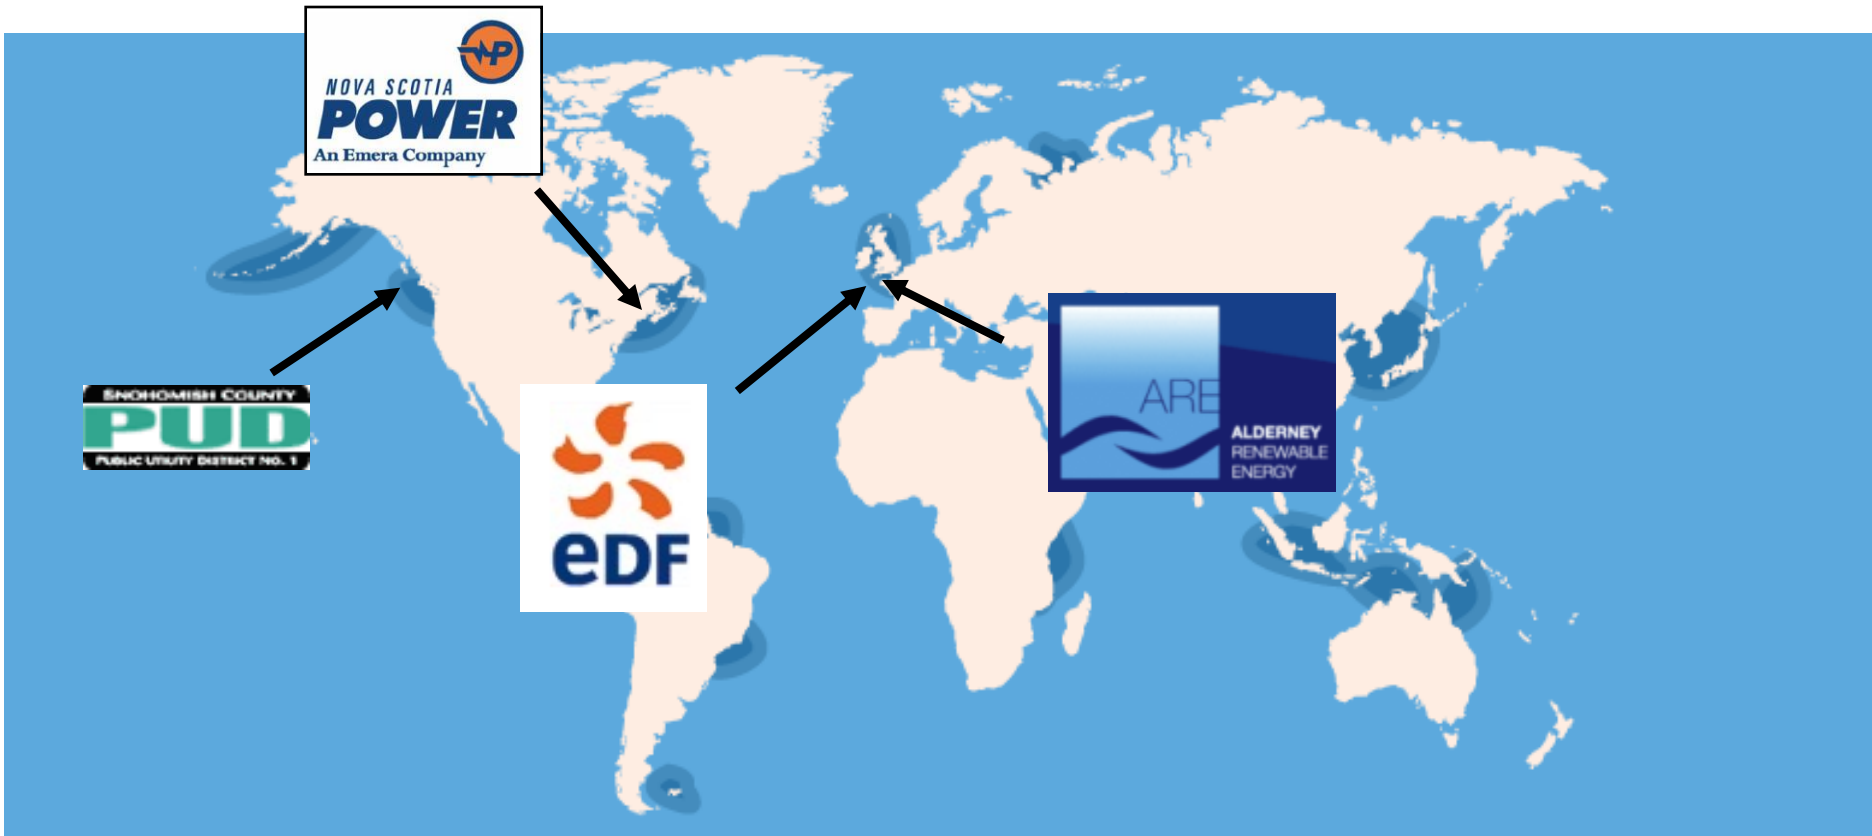 NP
NOVA SCOTIA
POWER
An Emera Company
SNOHOMISH COUNTY
PUD
PUBLIC UTILITY DISTRICT NO. 1
eDF
ARE
ALDERNEY
RENEWABLE
ENERGY